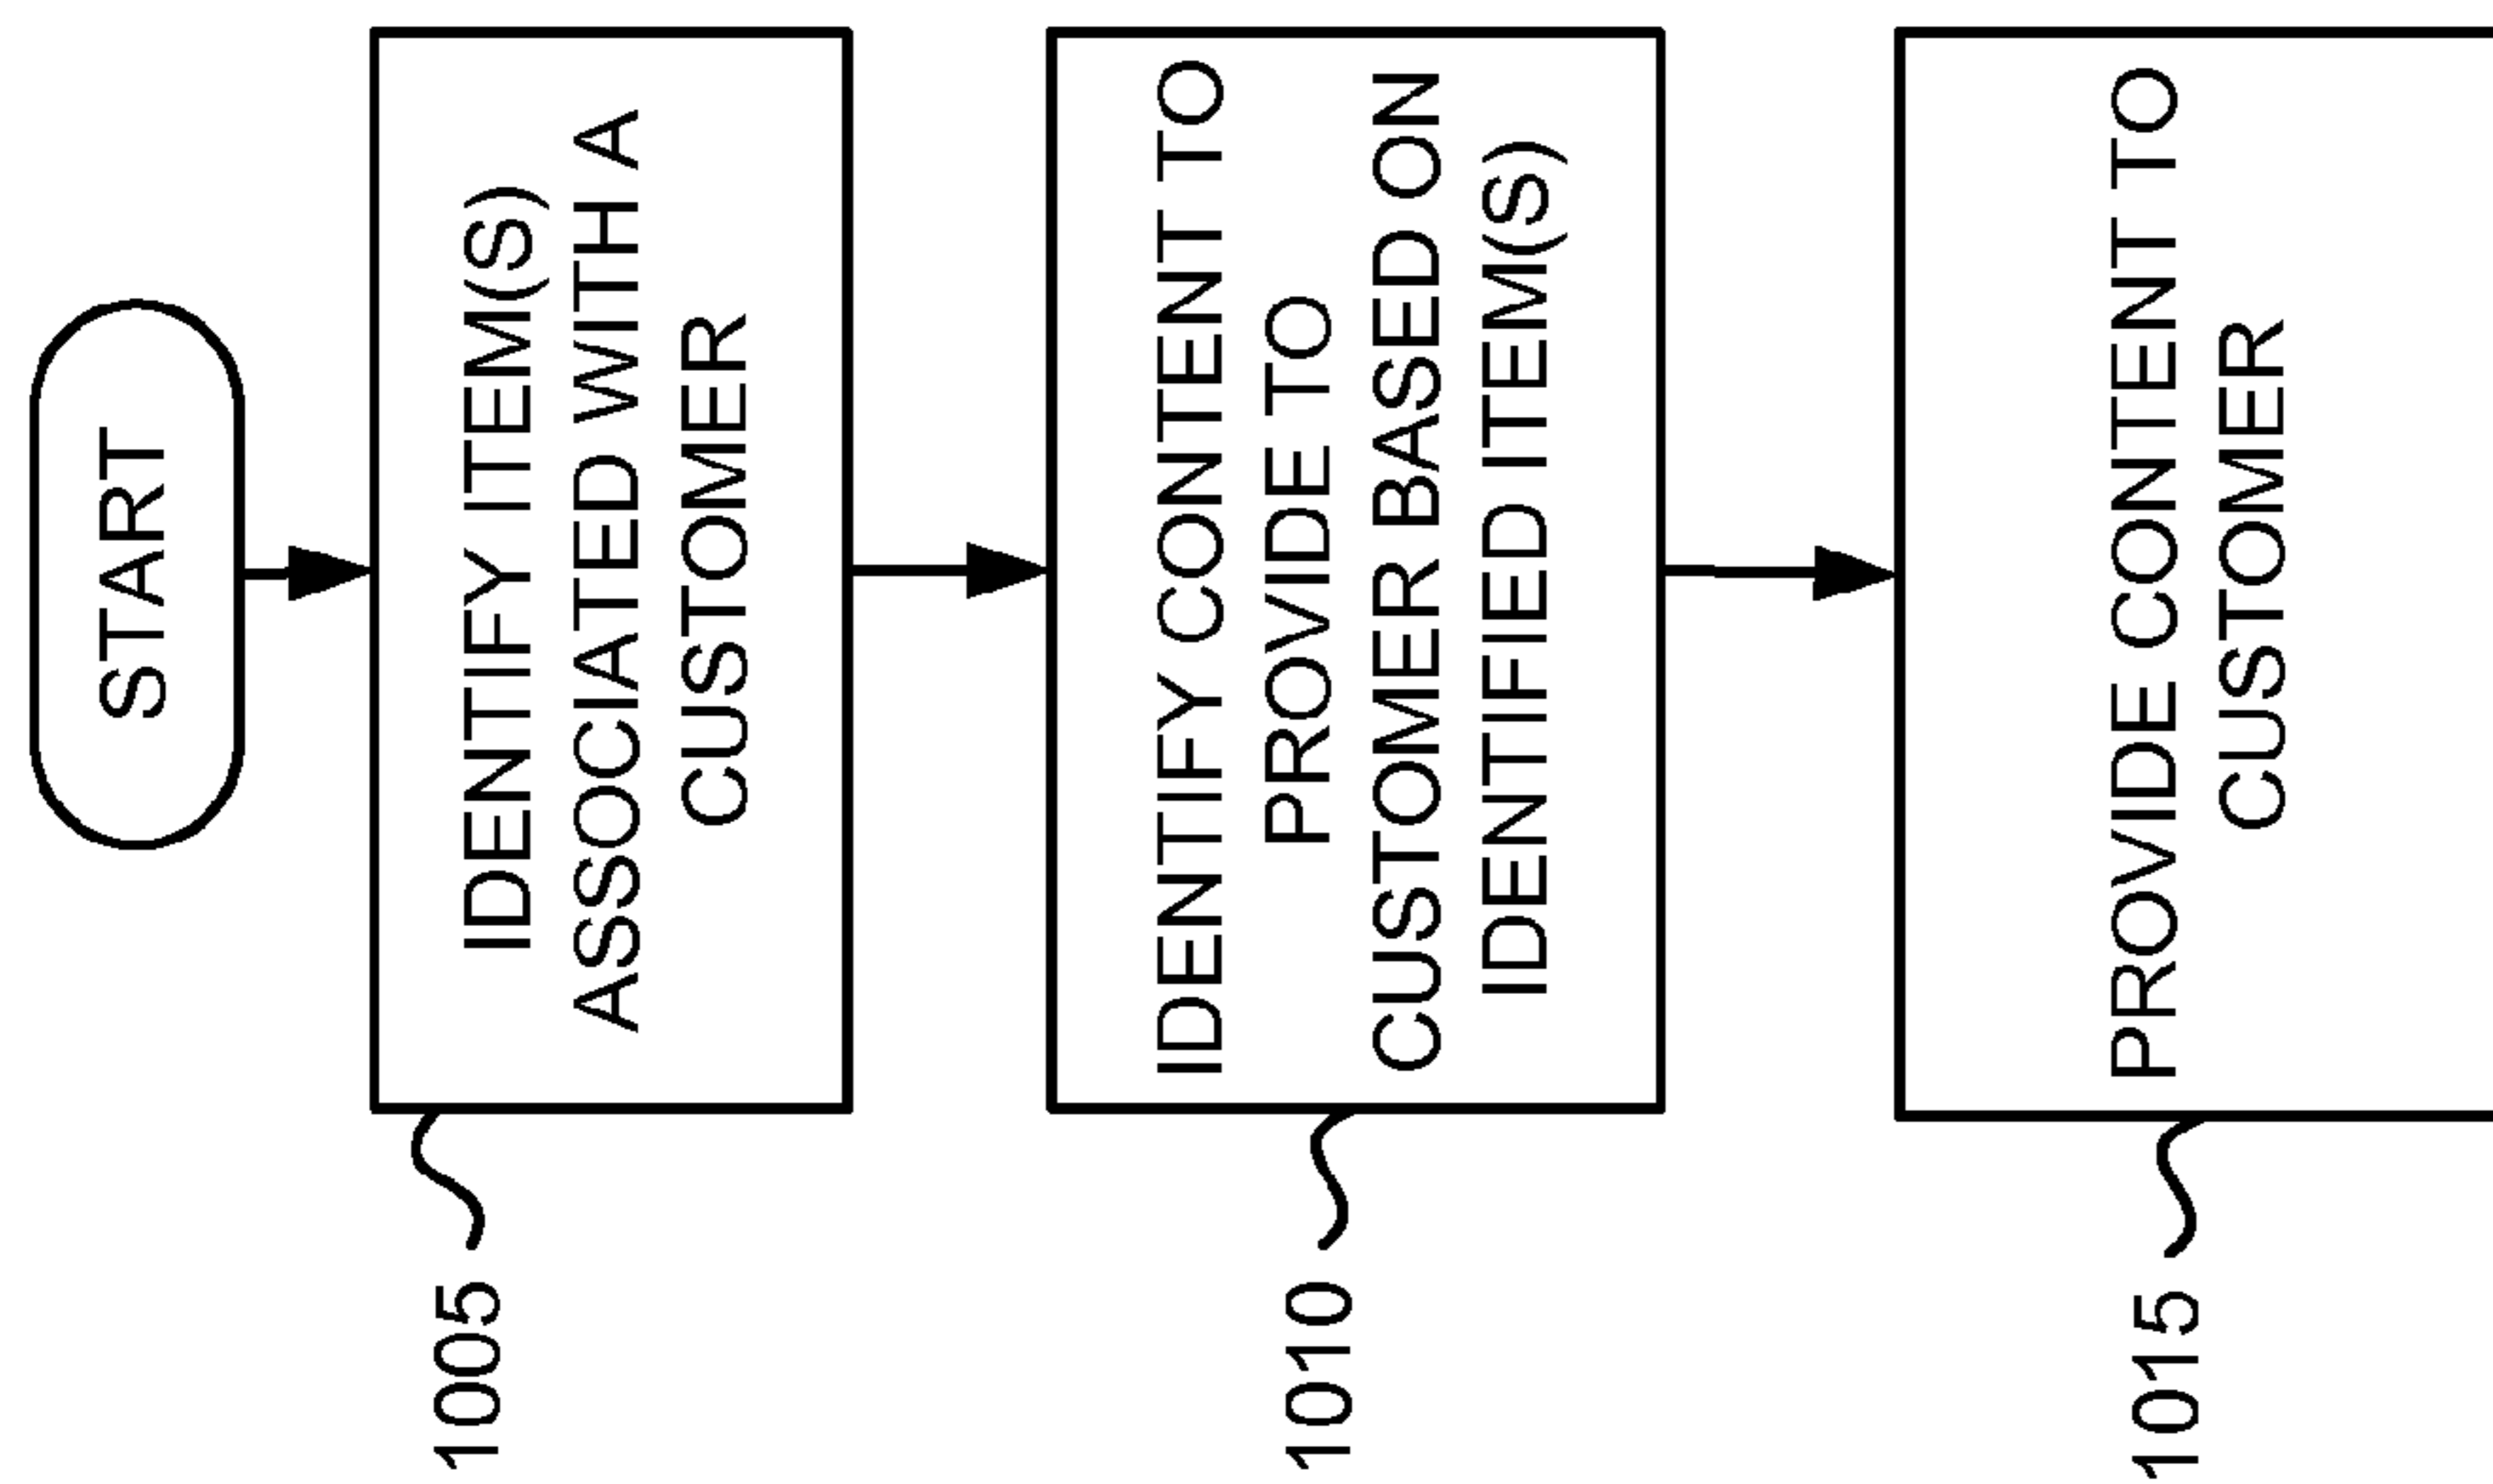 START
IDENTIFY ITEM(S)
ASSOCIATED WITH A
CUSTOMER
1005
IDENTIFY CONTENT TO
PROVIDE TO
CUSTOMER BASED ON
IDENTIFIED ITEM(S)
1010
PROVIDE CONTENT TO
CUSTOMER
1015